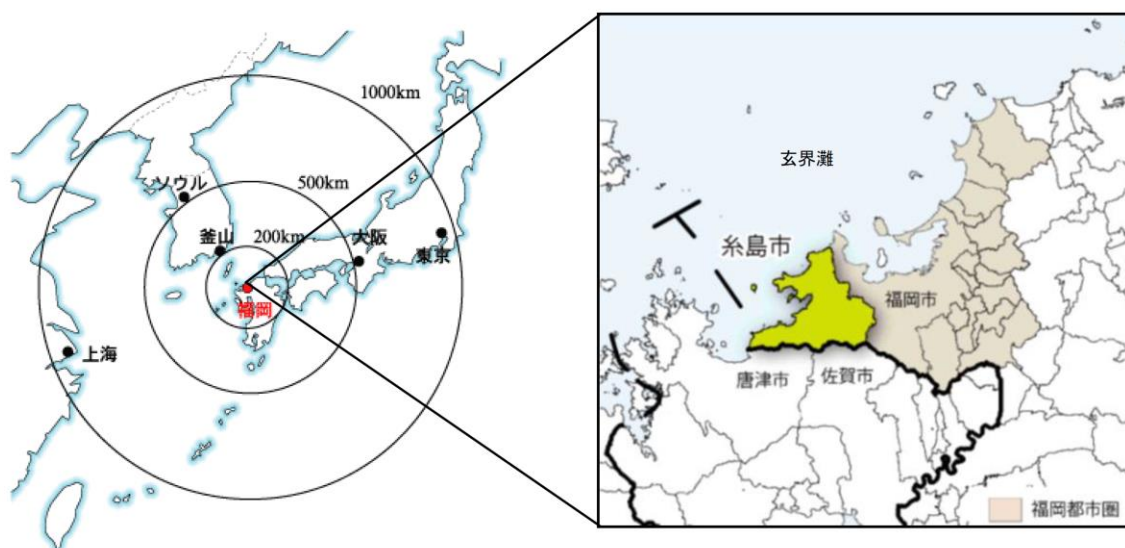 1000km
500km
200km
ソウル
釜山
大阪
東京
福岡
上海
玄界灘
糸島市
福岡市
唐津市
佐賀市
福岡都市圏